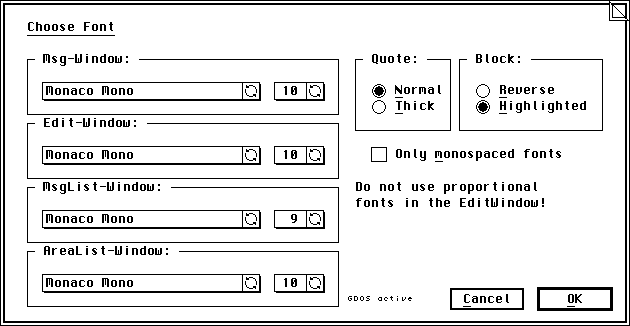 Choose Font
Msg-Window:
Monaco Mono 10
Edit-Window:
Monaco Mono 10
MsgList-Window:
Monaco Mono 9
AreaList-Window:
Monaco Mono 10
Quote:
Normal
Thick
Block:
Reverse
Highlighted
Only monospaced fonts
Do not use proportional
fonts in the EditWindow!
GDOS active
Cancel
OK